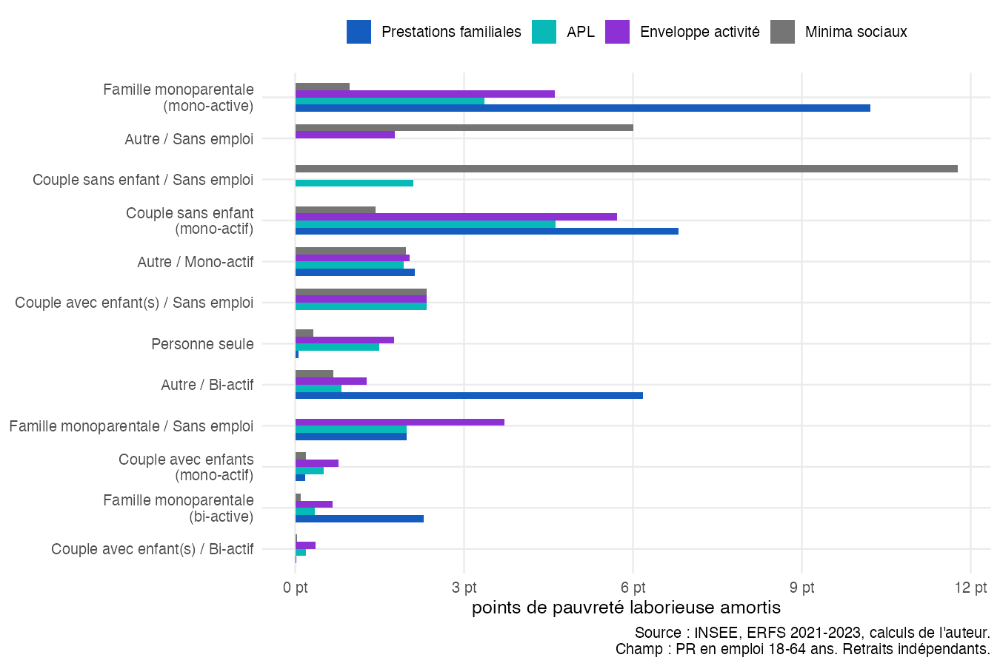 Prestations familiales APL Enveloppe activité Minima sociaux
Famille monoparentale
(mono-active)
Autre / Sans emploi
Couple sans enfant / Sans emploi
Couple sans enfant
(mono-actif)
Autre / Mono-actif
Couple avec enfant(s) / Sans emploi
Personne seule
Autre / Bi-actif
Famille monoparentale / Sans emploi
Couple avec enfants
(mono-actif)
Famille monoparentale
(bi-active)
Couple avec enfant(s) / Bi-actif
0 pt 3 pt 6 pt 9 pt 12 pt
points de pauvreté laborieuse amortis
Source : INSEE, ERFS 2021-2023, calculs de l'auteur.
Champ : PR en emploi 18-64 ans. Retraits indépendants.